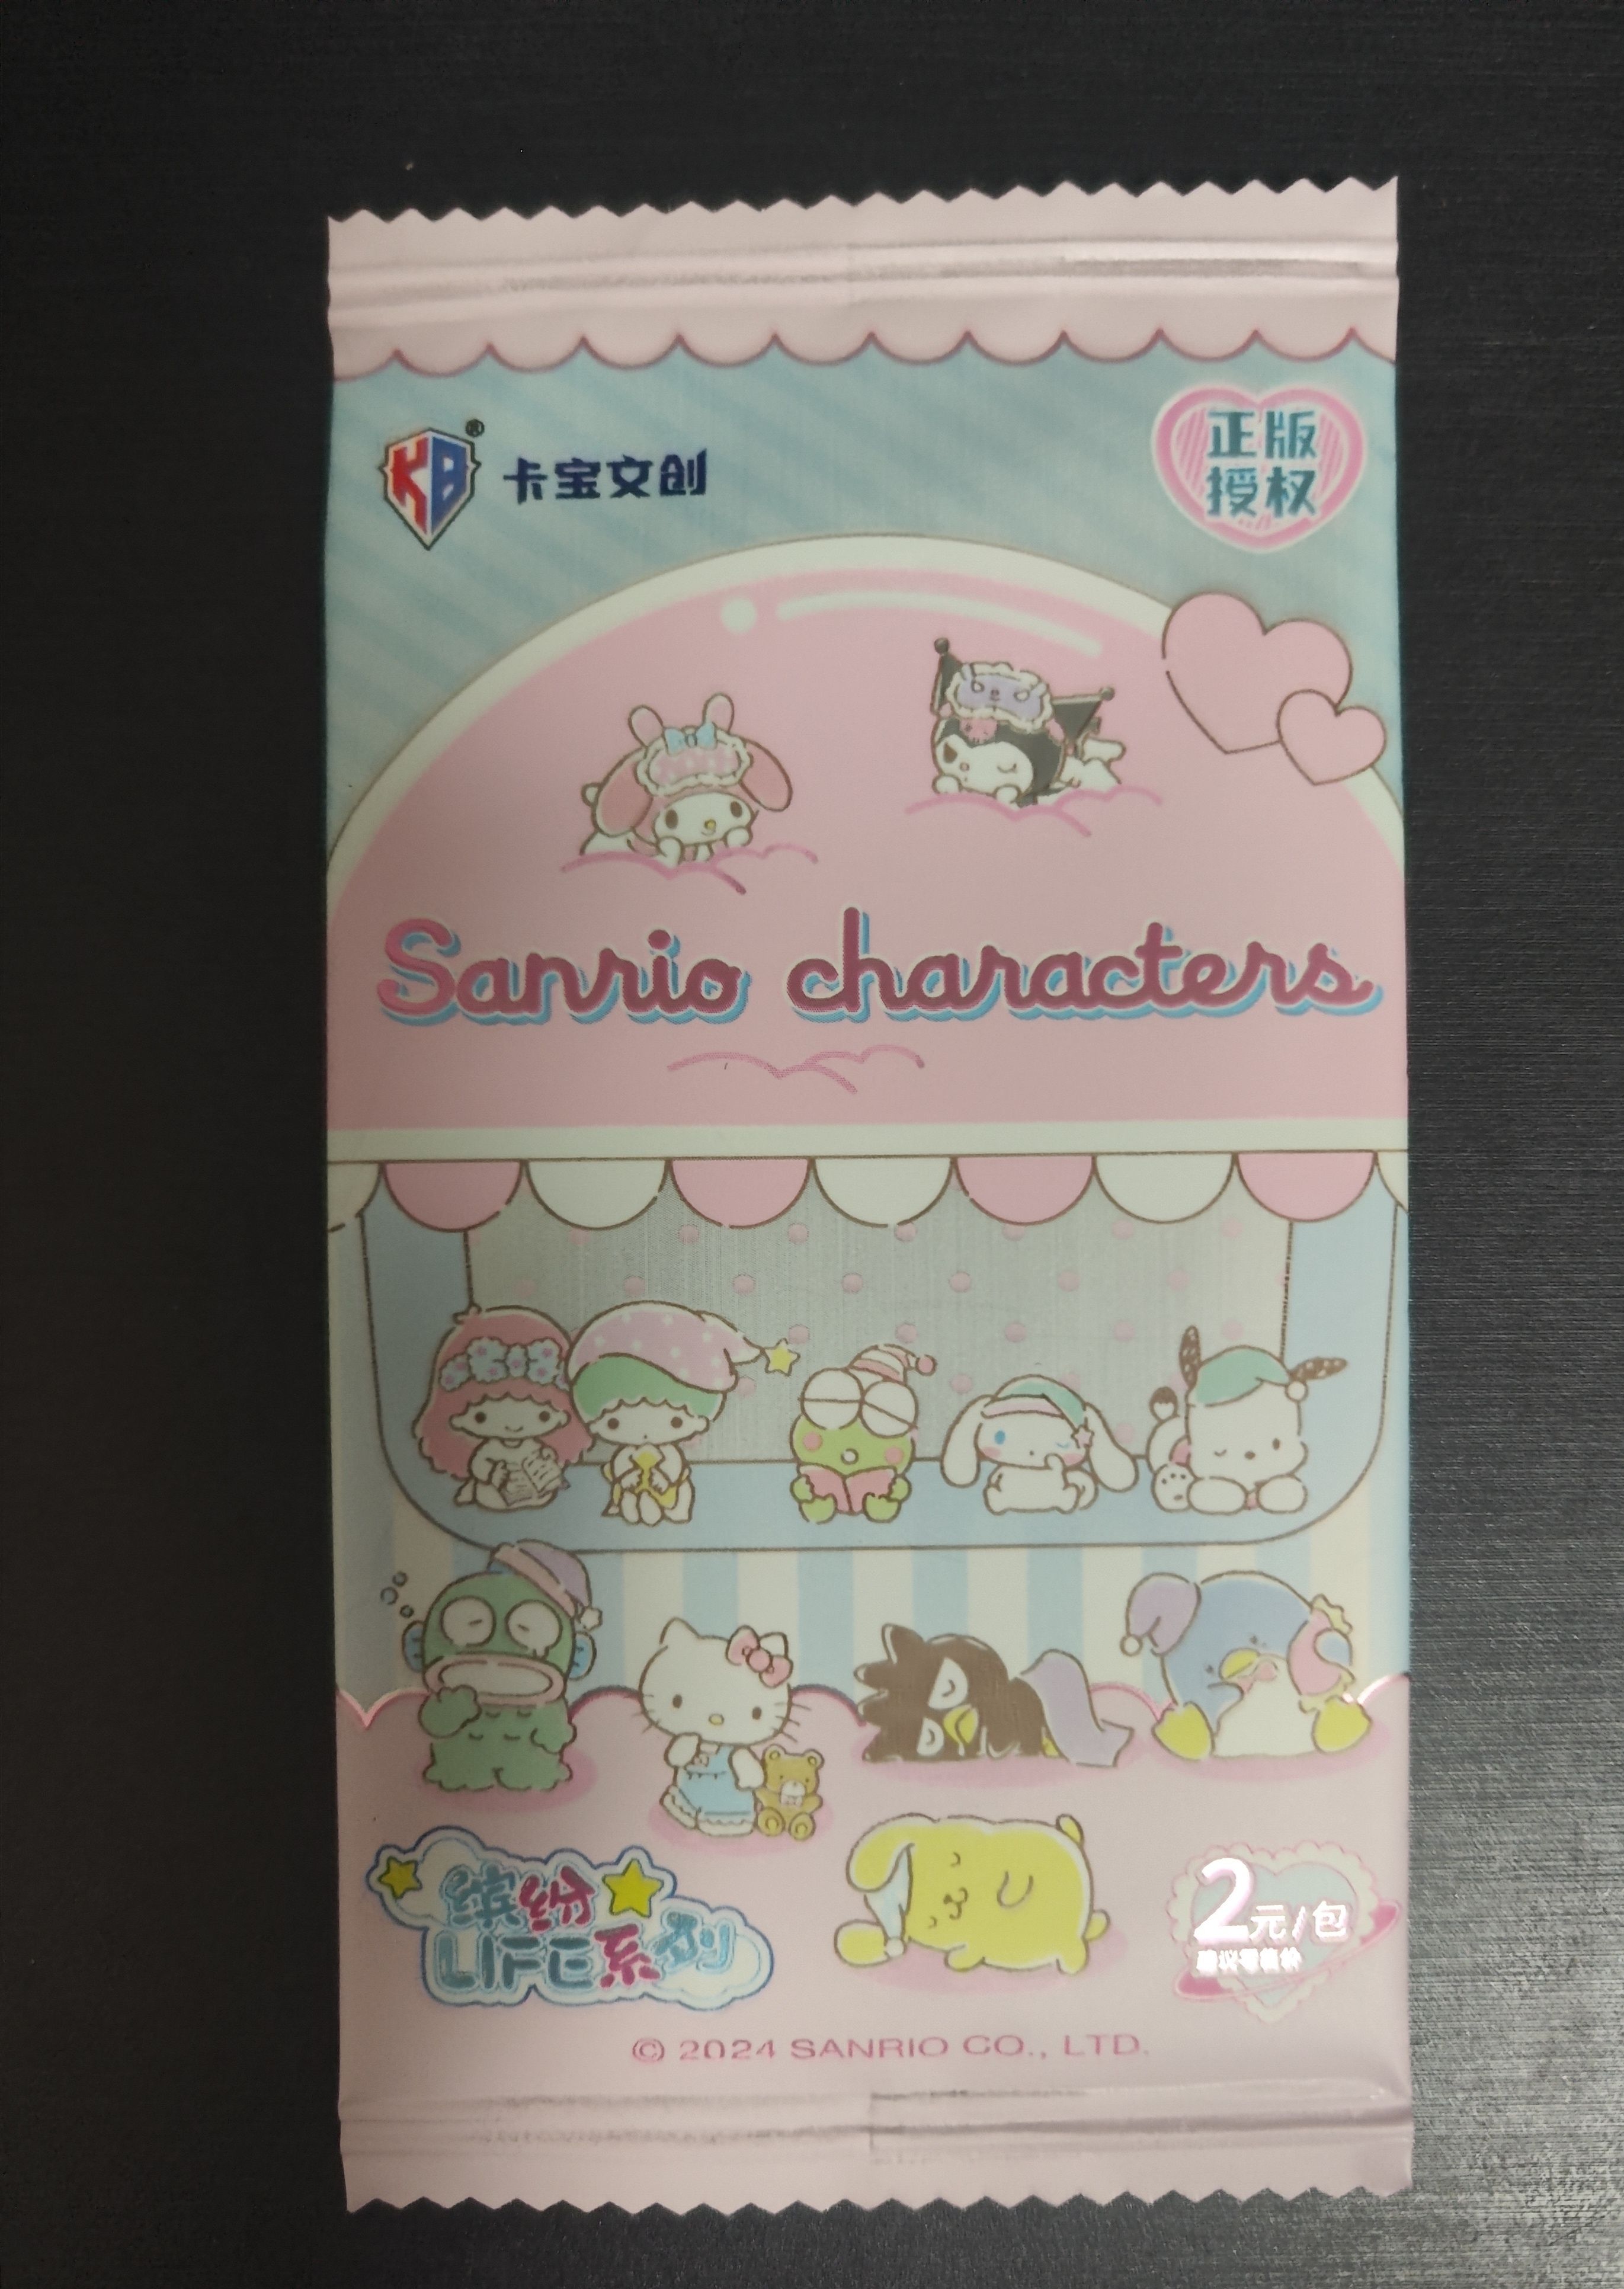 KB®
卡宝文创
正版
授权
Sanrio characters
缤纷
LIFE系列
2元/包
建议零售价
© 2024 SANRIO CO., LTD.